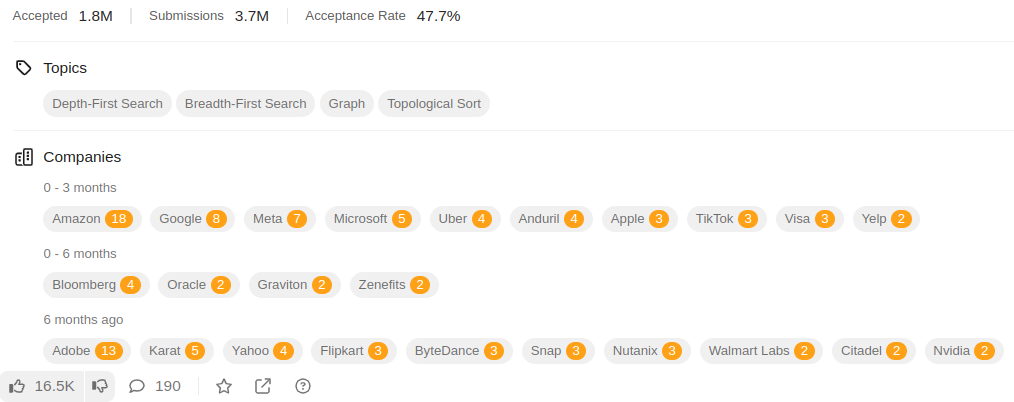 Accepted 1.8M Submissions 3.7M Acceptance Rate 47.7%
Topics
Depth-First Search Breadth-First Search Graph Topological Sort
Companies
0 - 3 months
Amazon 18 Google 8 Meta 7 Microsoft 5 Uber 4 Anduril 4 Apple 3 TikTok 3 Visa 3 Yelp 2
0 - 6 months
Bloomberg 4 Oracle 2 Graviton 2 Zenefits 2
6 months ago
Adobe 13 Karat 5 Yahoo 4 Flipkart 3 ByteDance 3 Snap 3 Nutanix 3 Walmart Labs 2 Citadel 2 Nvidia 2
16.5K 190